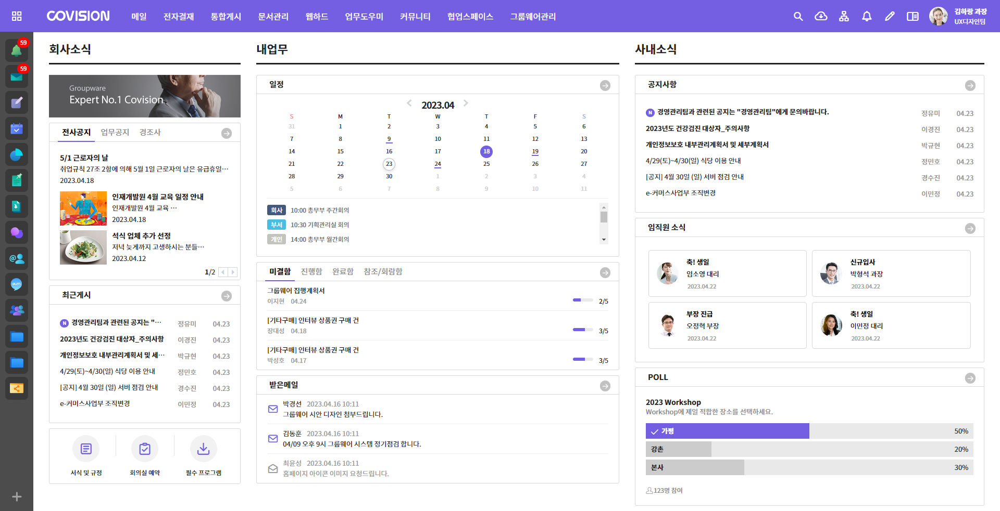 COVISION 메일 전자결재 통합게시 문서관리 웹하드 업무도우미 커뮤니티 협업스페이스 그룹웨어관리
김하랑 과장
UX디자인팀
59
59
eum
회사소식
Groupware
Expert No.1 Covision
전사공지 업무공지 경조사
5/1 근로자의 날
취업규칙 27조 2항에 의해 5월 1일 근로자의 날은 유급휴일…
2023.04.18
인재개발원 4월 교육 일정 안내
인재개발원 4월 교육 …
2023.04.18
석식 업체 추가 선정
저녁 늦게까지 고생하시는 분들…
2023.04.12
1/2
최근게시
N 경영관리팀과 관련된 공지는 "… 정유미 04.23
2023년도 건강검진 대상자_주의사항 이경진 04.23
개인정보보호 내부관리계획서 및 세… 박규현 04.23
4/29(토)~4/30(일) 식당 이용 안내 정민호 04.23
[공지] 4월 30일 (일) 서버 점검 안내 경수진 04.23
e-커머스사업부 조직변경 이민정 04.23
서식 및 규정 회의실 예약 필수 프로그램
내업무
일정
2023.04
S M T W T F S
31 1 2 3 4 5 6
7 8 9 10 11 12 13
14 15 16 17 18 19 20
21 22 23 24 25 26 27
28 29 30 1 2 3 4
5 6 7 8 9 10 11
회사 10:00 총무부 주간회의
부서 10:30 기획관리실 회의
개인 14:00 총무부 월간회의
미결함 진행함 완료함 참조/회람함
그룹웨어 집행계획서
이지현 04.24 2/5
[기타구매] 인터뷰 상품권 구매 건
장대성 04.18 3/5
[기타구매] 인터뷰 상품권 구매 건
박성호 04.17 3/5
받은메일
박경선 2023.04.16 10:11
그룹웨어 시안 디자인 첨부드립니다.
김동훈 2023.04.16 10:11
04/09 오후 9시 그룹웨어 시스템 정기점검 합니다.
최윤성 2023.04.16 10:11
홈페이지 아이콘 이미지 요청드립니다.
사내소식
공지사항
N 경영관리팀과 관련된 공지는 "경영관리팀"에게 문의바랍니다. 정유미 04.23
2023년도 건강검진 대상자_주의사항 이경진 04.23
개인정보보호 내부관리계획서 및 세부계획서 박규현 04.23
4/29(토)~4/30(일) 식당 이용 안내 정민호 04.23
[공지] 4월 30일 (일) 서버 점검 안내 경수진 04.23
e-커머스사업부 조직변경 이민정 04.23
임직원 소식
축! 생일
임소영 대리
2023.04.22
신규입사
박형석 과장
2023.04.22
부장 진급
오정혁 부장
2023.04.22
축! 생일
이민정 대리
2023.04.22
POLL
2023 Workshop
Workshop에 제일 적합한 장소를 선택하세요.
가평 50%
강촌 20%
본사 30%
123명 참여